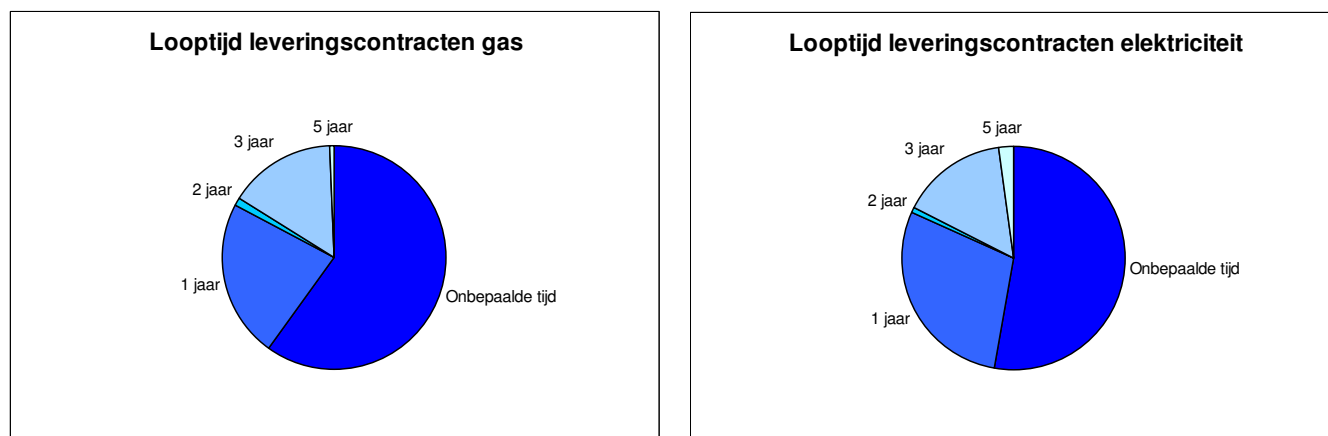 Looptijd leveringscontracten gas
5 jaar
3 jaar
2 jaar
1 jaar
Onbepaalde tijd
Looptijd leveringscontracten elektriciteit
5 jaar
3 jaar
2 jaar
Onbepaalde tijd
1 jaar